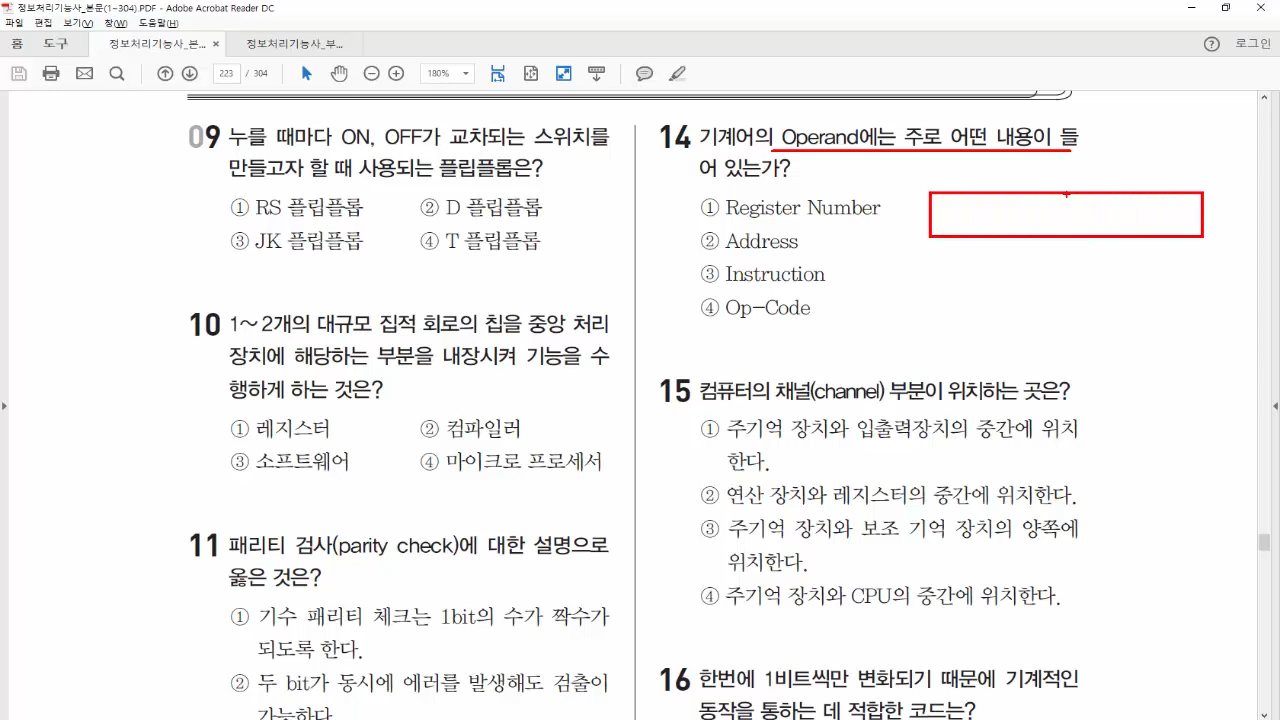 정보처리기능사_본문(1~304).PDF - Adobe Acrobat Reader DC
파일 편집 보기(V) 창(W) 도움말(H)
홈 도구 정보처리기능사_본... × 정보처리기능사_부... 로그인
223 / 304 180%
09 누를 때마다 ON, OFF가 교차되는 스위치를
만들고자 할 때 사용되는 플립플롭은?
① RS 플립플롭 ② D 플립플롭
③ JK 플립플롭 ④ T 플립플롭
10 1～2개의 대규모 집적 회로의 칩을 중앙 처리
장치에 해당하는 부분을 내장시켜 기능을 수
행하게 하는 것은?
① 레지스터 ② 컴파일러
③ 소프트웨어 ④ 마이크로 프로세서
11 패리티 검사(parity check)에 대한 설명으로
옳은 것은?
① 기수 패리티 체크는 1bit의 수가 짝수가
되도록 한다.
② 두 bit가 동시에 에러를 발생해도 검출이
가능하다.
14 기계어의 Operand에는 주로 어떤 내용이 들
어 있는가?
① Register Number
② Address
③ Instruction
④ Op-Code
15 컴퓨터의 채널(channel) 부분이 위치하는 곳은?
① 주기억 장치와 입출력장치의 중간에 위치
한다.
② 연산 장치와 레지스터의 중간에 위치한다.
③ 주기억 장치와 보조 기억 장치의 양쪽에
위치한다.
④ 주기억 장치와 CPU의 중간에 위치한다.
16 한번에 1비트씩만 변화되기 때문에 기계적인
동작을 통하는 데 적합한 코드는?